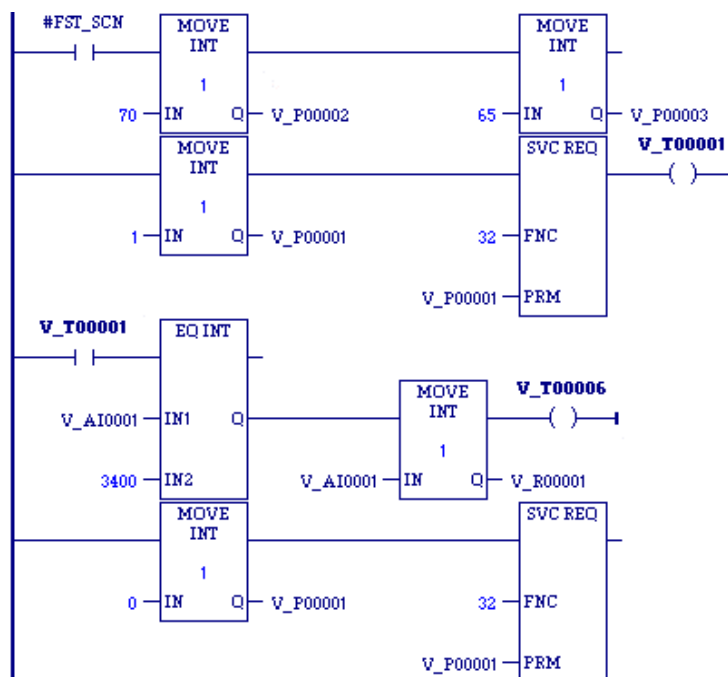 #FST_SCN
MOVE INT 1 MOVE INT 1
70 IN Q V_P00002 65 IN Q V_P00003
MOVE INT 1 SVC REQ V_T00001
1 IN Q V_P00001 32 FNC
V_P00001 PRM
V_T00001 EQ INT
MOVE INT 1 V_T00006
V_AI0001 IN1 Q
3400 IN2 V_AI0001 IN Q V_R00001
MOVE INT 1 SVC REQ
0 IN Q V_P00001 32 FNC
V_P00001 PRM